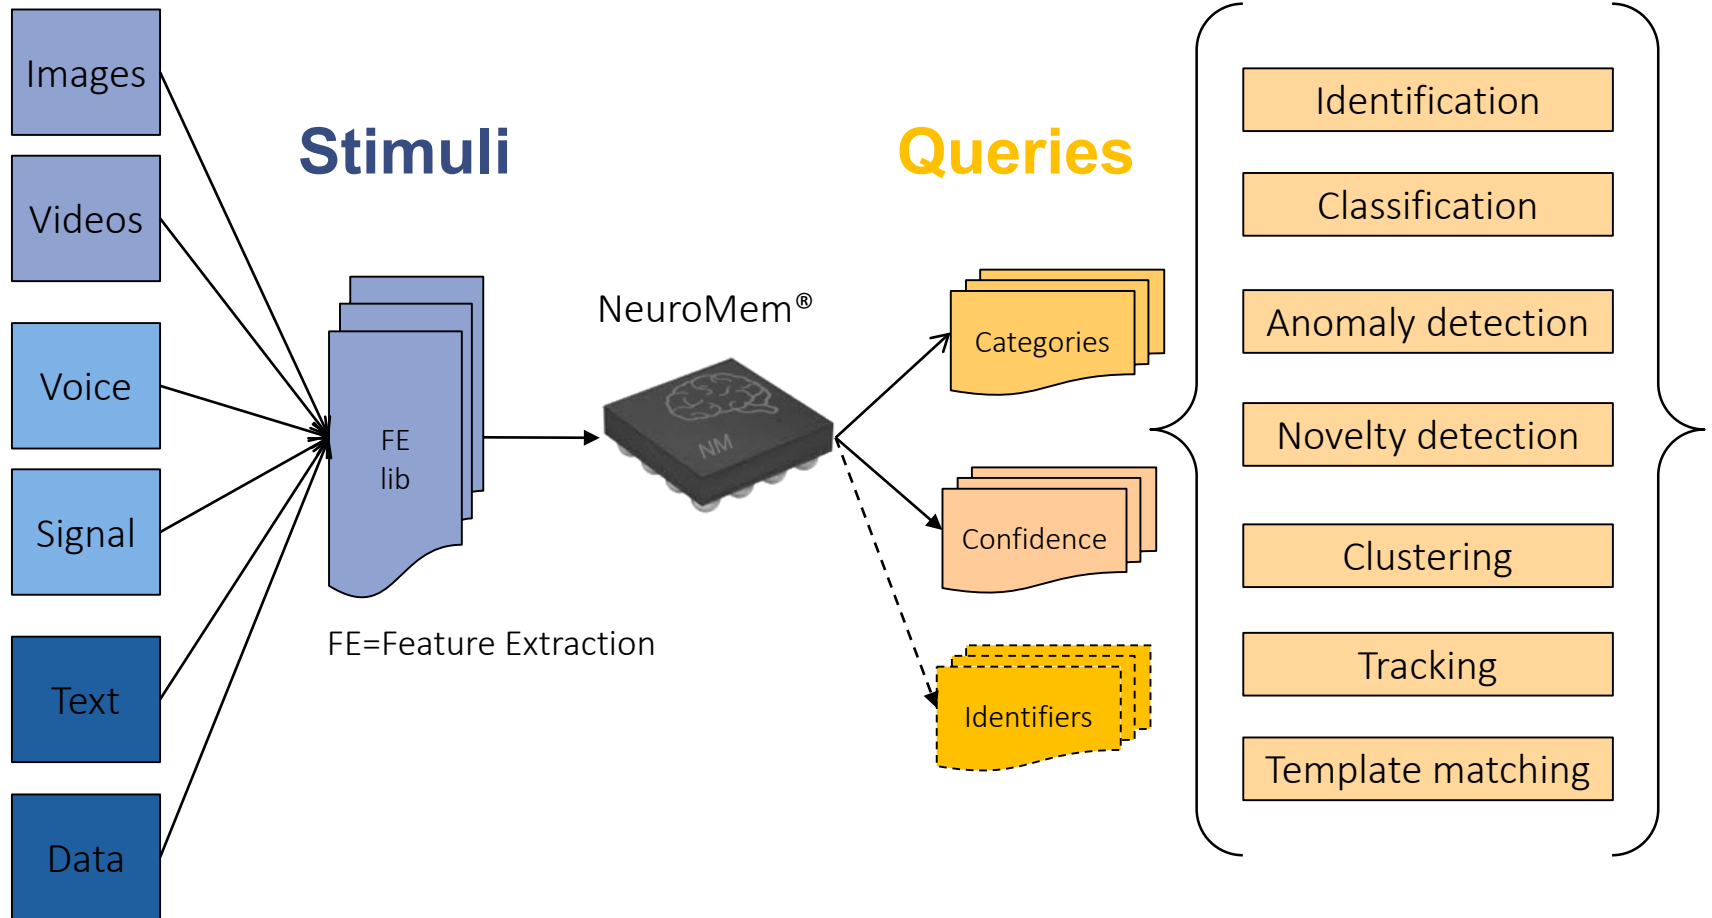 Images
Videos
Voice
Signal
Text
Data
Stimuli
FE
lib
FE=Feature Extraction
NeuroMem®
NM
Queries
Categories
Confidence
Identifiers
Identification
Classification
Anomaly detection
Novelty detection
Clustering
Tracking
Template matching